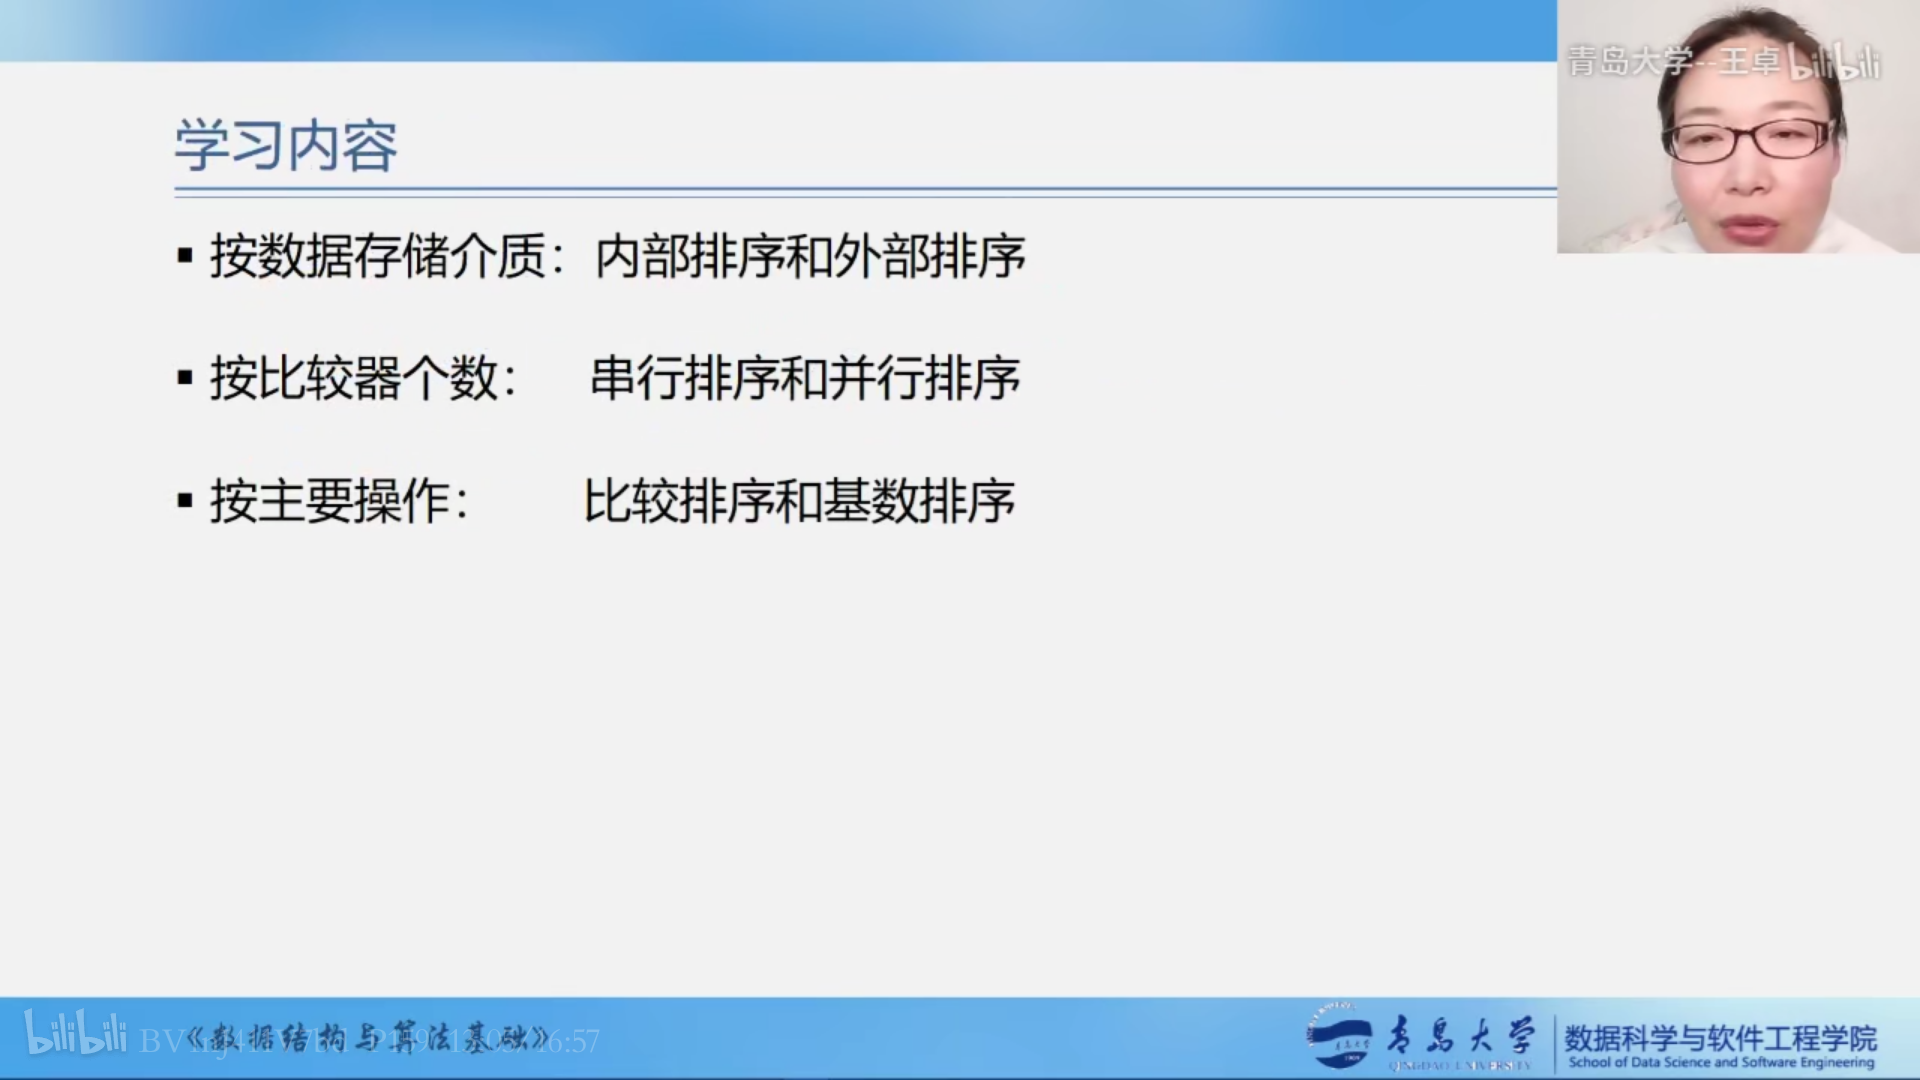 青岛大学--王卓 bilibili
学习内容
▪ 按数据存储介质：内部排序和外部排序
▪ 按比较器个数： 串行排序和并行排序
▪ 按主要操作： 比较排序和基数排序
bilibili
《数据结构与算法基础》
青岛大学
QINGDAO UNIVERSITY
数据科学与软件工程学院
School of Data Science and Software Engineering